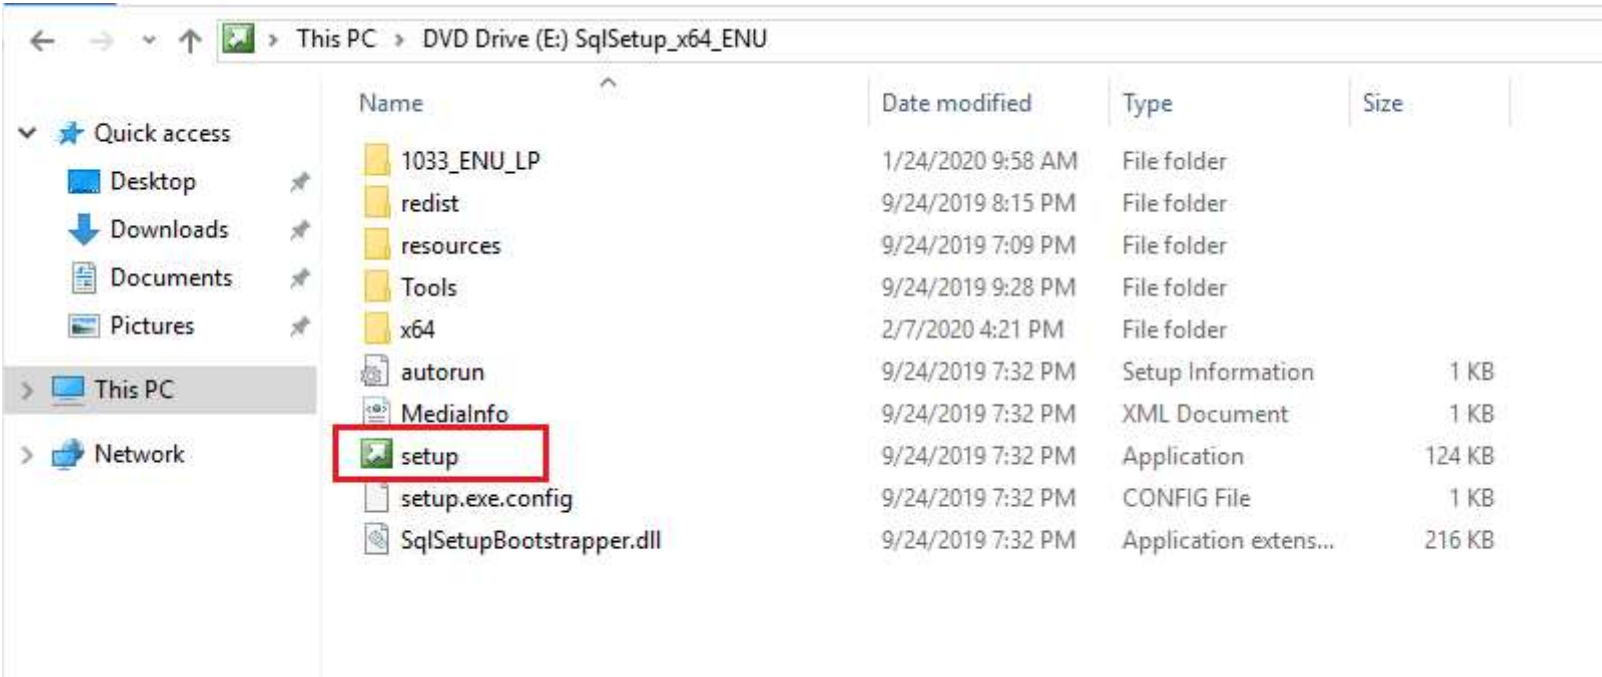 This PC > DVD Drive (E:) SqlSetup_x64_ENU
Name Date modified Type Size
Quick access
Desktop
Downloads
Documents
Pictures
This PC
Network
1033_ENU_LP 1/24/2020 9:58 AM File folder
redist 9/24/2019 8:15 PM File folder
resources 9/24/2019 7:09 PM File folder
Tools 9/24/2019 9:28 PM File folder
x64 2/7/2020 4:21 PM File folder
autorun 9/24/2019 7:32 PM Setup Information 1 KB
MediaInfo 9/24/2019 7:32 PM XML Document 1 KB
setup 9/24/2019 7:32 PM Application 124 KB
setup.exe.config 9/24/2019 7:32 PM CONFIG File 1 KB
SqlSetupBootstrapper.dll 9/24/2019 7:32 PM Application extens... 216 KB